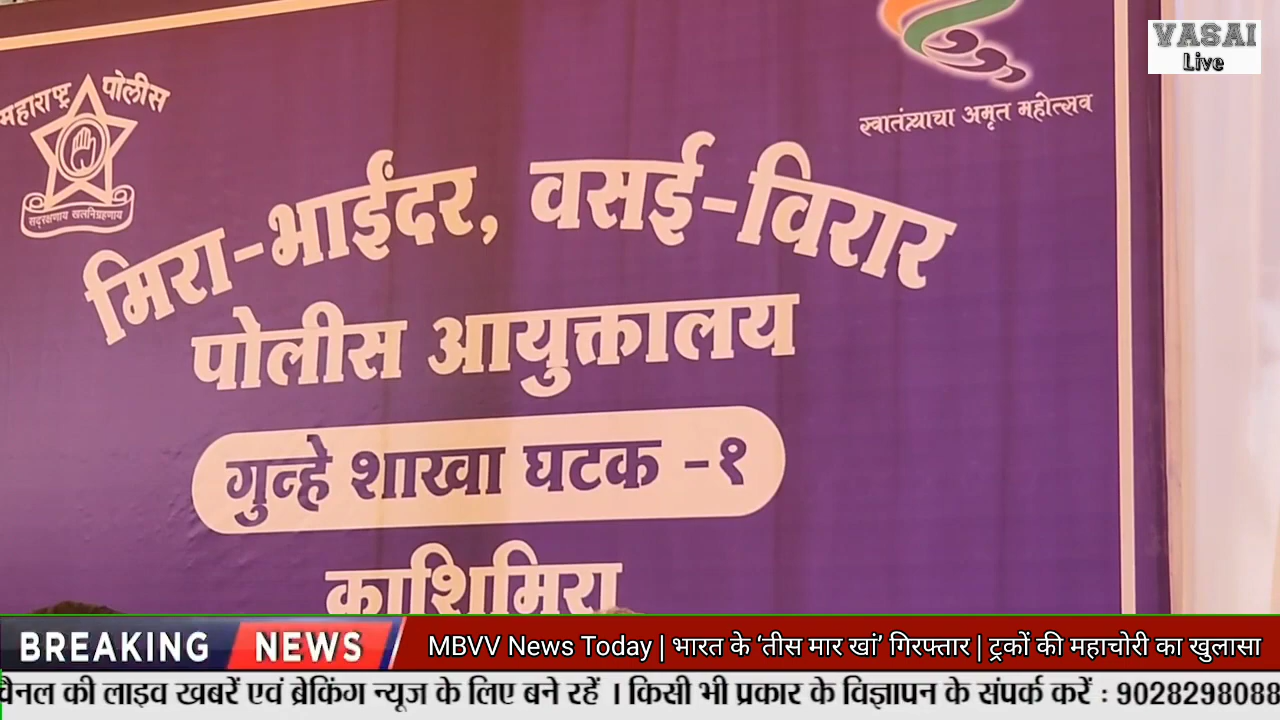 VASAI
Live
महाराष्ट्र पोलीस
सद्रक्षणाय खलनिग्रहणाय
स्वातंत्र्याचा अमृत महोत्सव
मिरा-भाईंदर, वसई-विरार
पोलीस आयुक्तालय
गुन्हे शाखा घटक -१
काशिमिरा
BREAKING NEWS
MBVV News Today | भारत के ‘तीस मार खां’ गिरफ्तार | ट्रकों की महाचोरी का खुलासा
चैनल की लाइव खबरें एवं ब्रेकिंग न्यूज के लिए बने रहें । किसी भी प्रकार के विज्ञापन के संपर्क करें : 9028298088